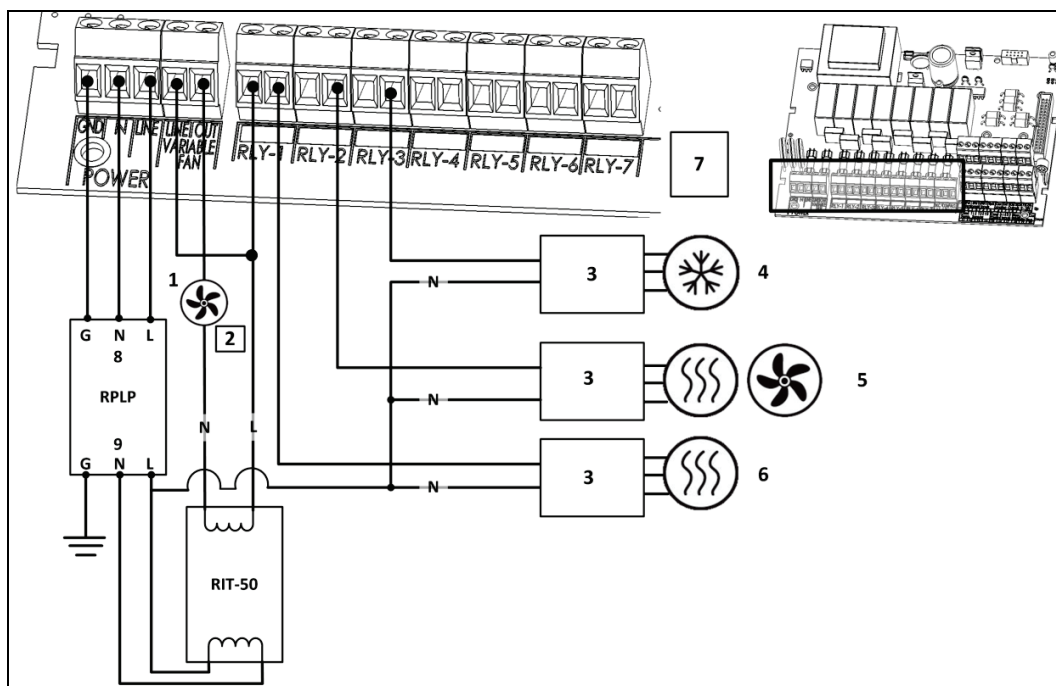 GND N LINE LINE OUT
VARIABLE
FAN
POWER
RLY-1 RLY-2 RLY-3 RLY-4 RLY-5 RLY-6 RLY-7
7
1
2
3 4
N
3 5
N
3 6
N
G N L
8
RPLP
9
G N L
N L
RIT-50